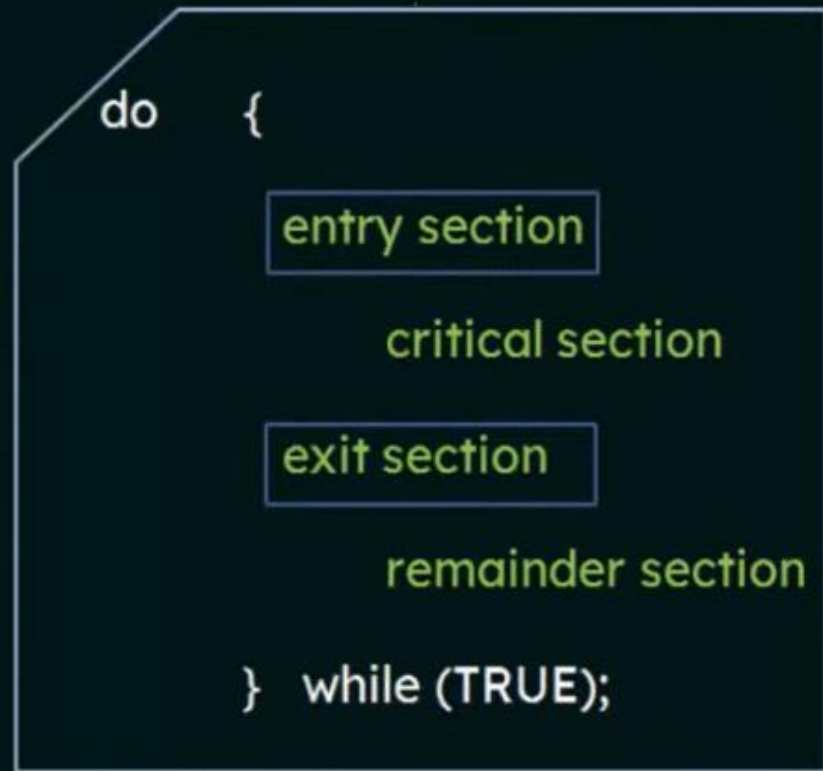 do {
entry section
critical section
exit section
remainder section
} while (TRUE);